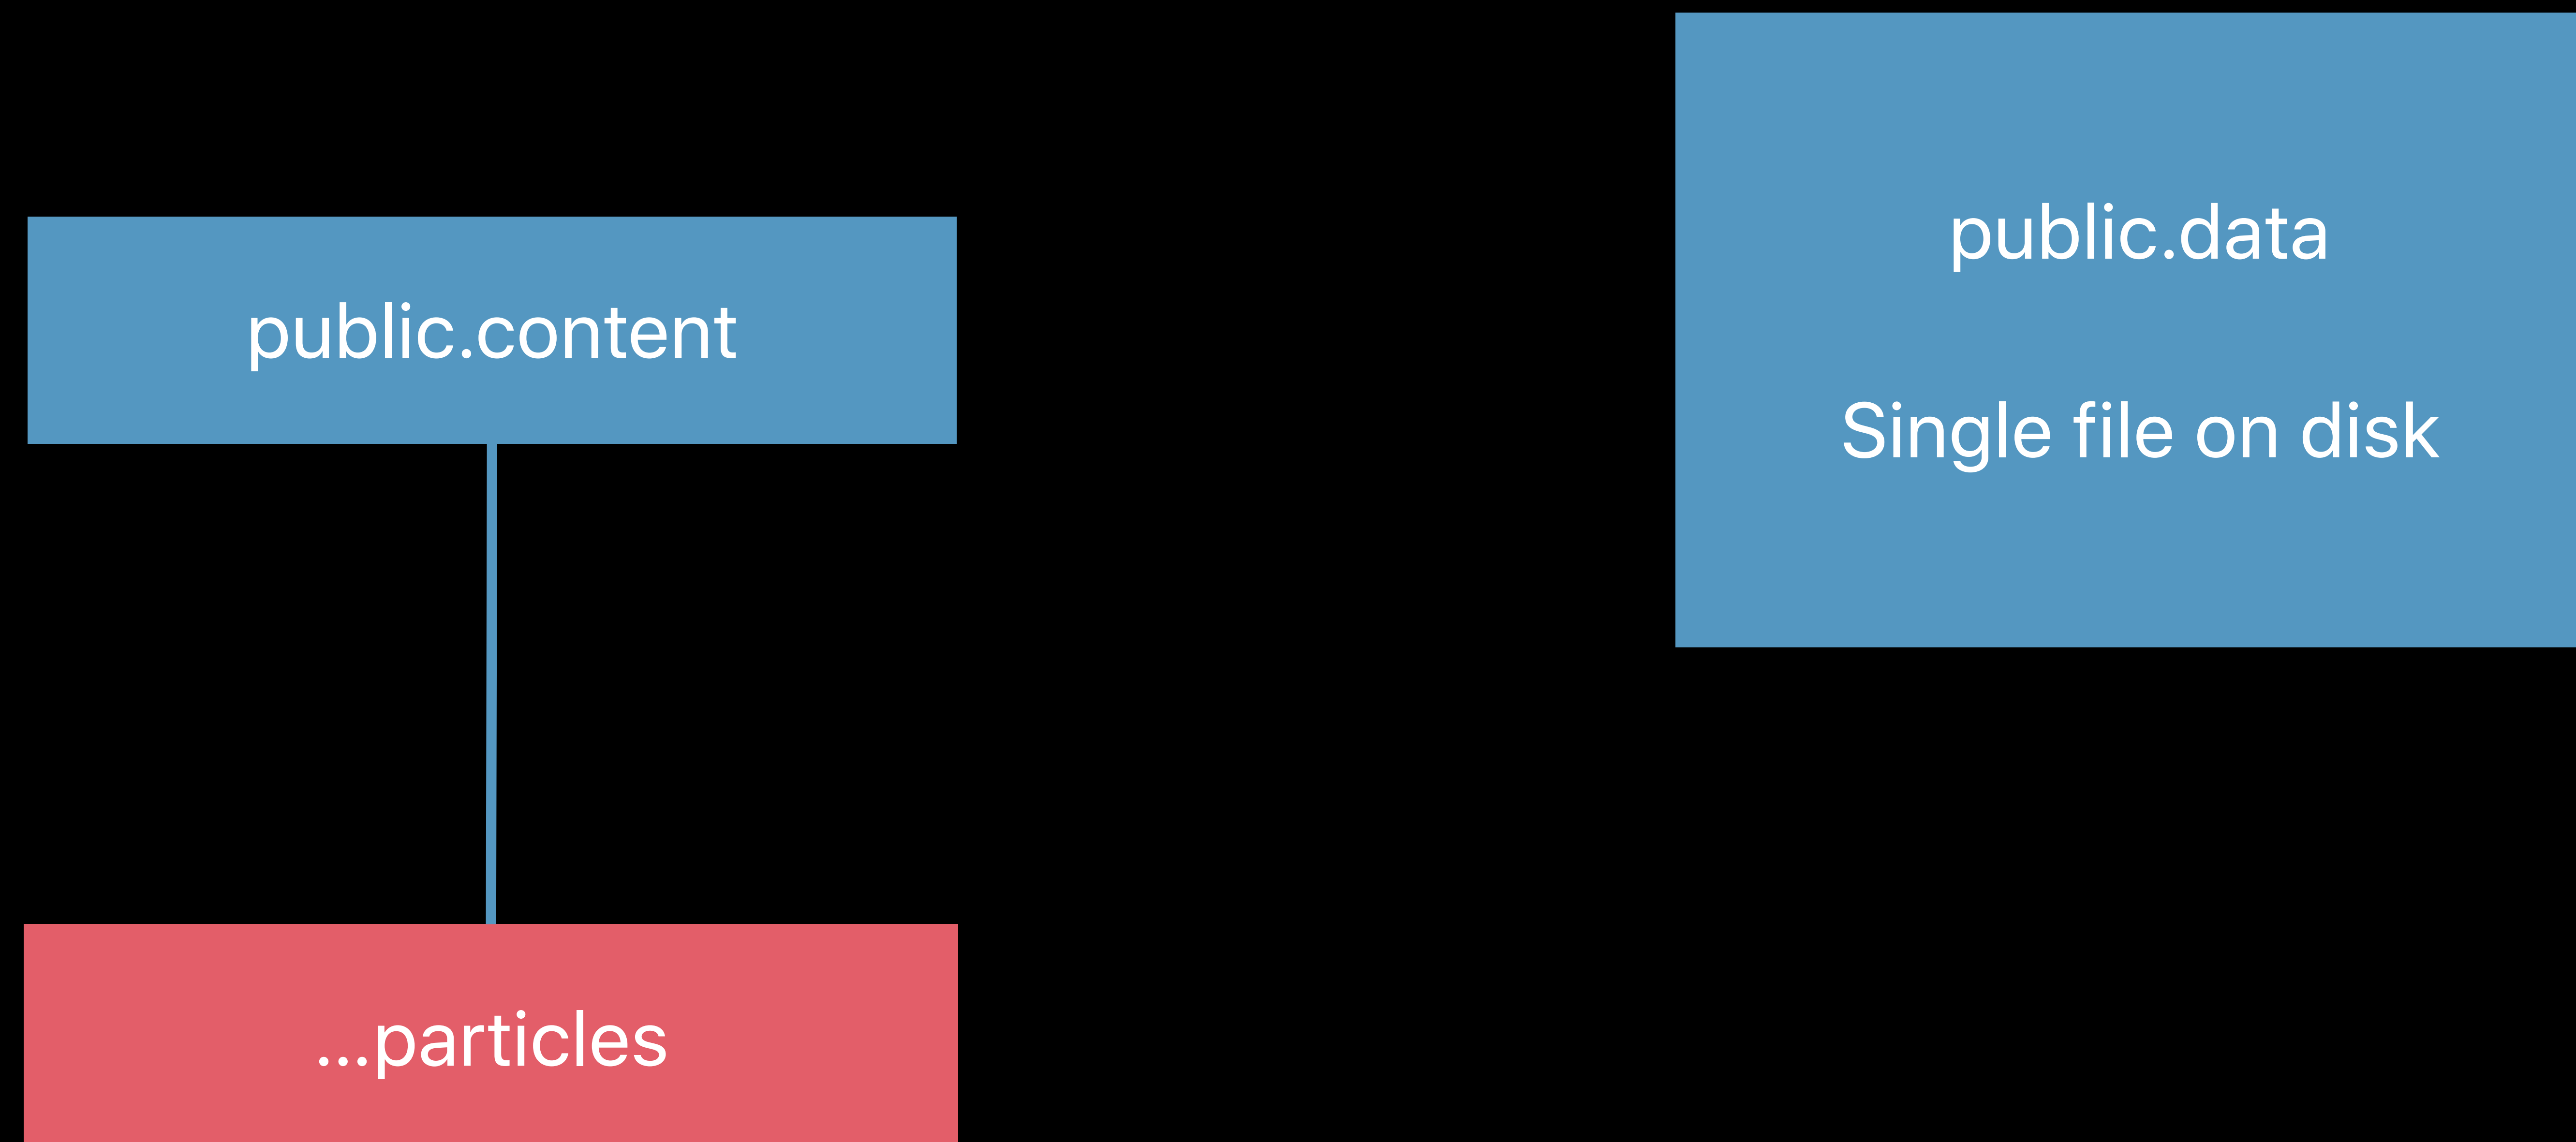 public.content
public.data
Single file on disk
...particles